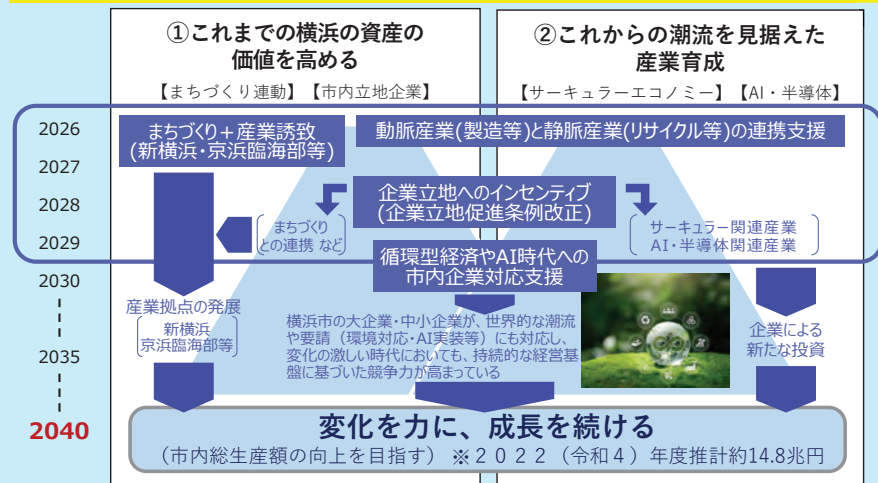 ①これまでの横浜の資産の
価値を高める
【まちづくり連動】【市内立地企業】
②これからの潮流を見据えた
産業育成
【サーキュラーエコノミー】【AI・半導体】
2026
2027
2028
2029
2030
2035
2040
まちづくり＋産業誘致
(新横浜・京浜臨海部等)
動脈産業(製造等)と静脈産業(リサイクル等)の連携支援
企業立地へのインセンティブ
(企業立地促進条例改正)
まちづくり
との連携 など
サーキュラー関連産業
AI・半導体関連産業
循環型経済やAI時代への
市内企業対応支援
産業拠点の発展
新横浜
京浜臨海部等
横浜市の大企業・中小企業が、世界的な潮流
や要請（環境対応・AI実装等）にも対応し、
変化の激しい時代においても、持続的な経営基
盤に基づいた競争力が高まっている
企業による
新たな投資
変化を力に、成長を続ける
（市内総生産額の向上を目指す）※２０２２（令和４）年度推計約14.8兆円